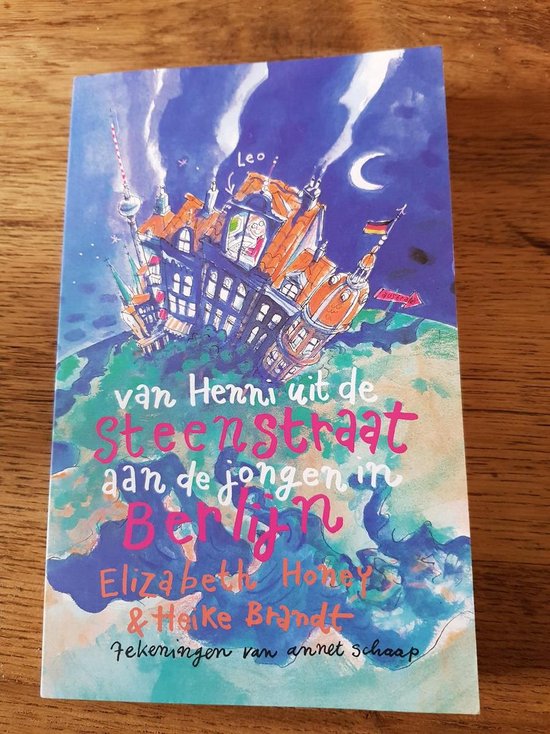 Leo
van Henni uit de
Steenstraat
aan de jongen in
Berlijn
Elizabeth Honey
& Heike Brandt
tekeningen van annet schaap